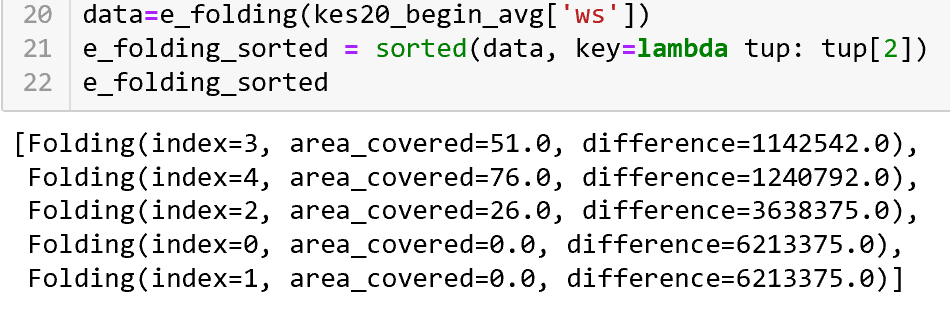 20 data=e_folding(kes20_begin_avg['ws'])
21 e_folding_sorted = sorted(data, key=lambda tup: tup[2])
22 e_folding_sorted
[Folding(index=3, area_covered=51.0, difference=1142542.0),
 Folding(index=4, area_covered=76.0, difference=1240792.0),
 Folding(index=2, area_covered=26.0, difference=3638375.0),
 Folding(index=0, area_covered=0.0, difference=6213375.0),
 Folding(index=1, area_covered=0.0, difference=6213375.0)]